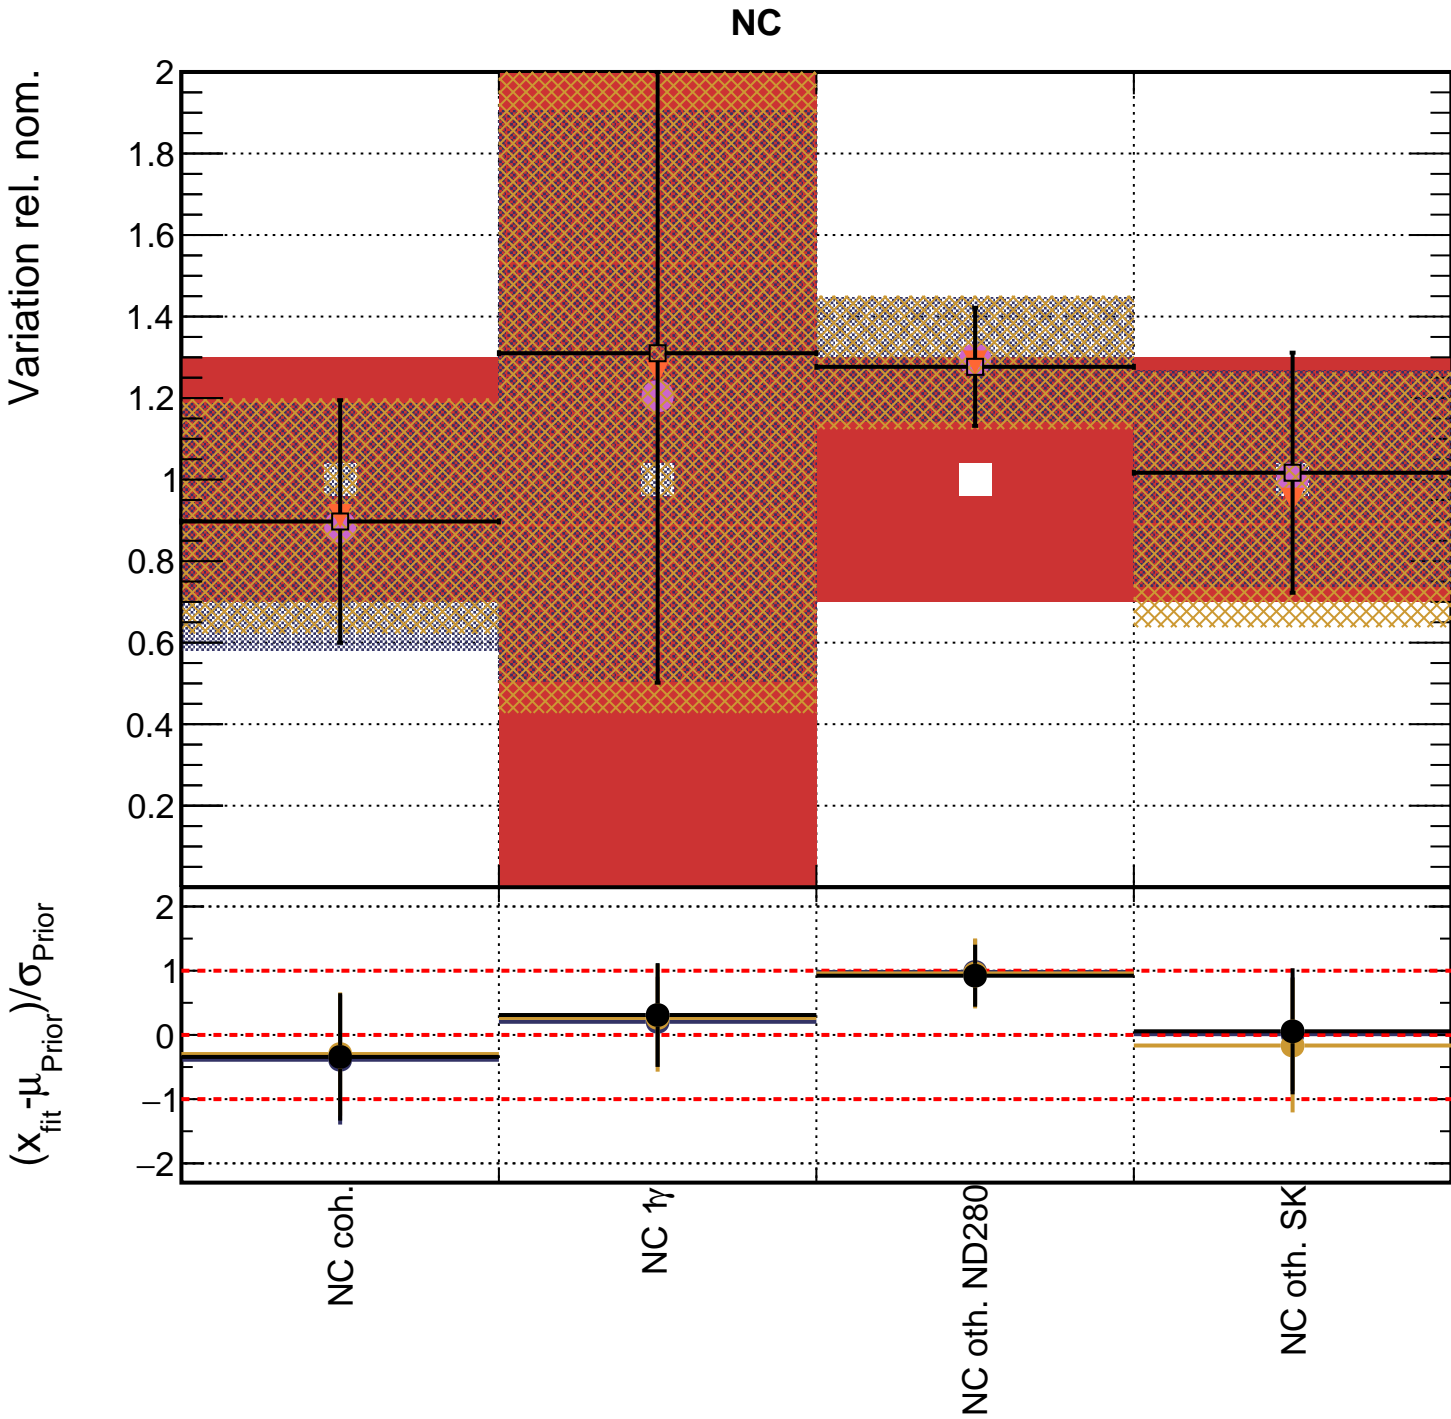 NC
Variation rel. nom.
2
1.8
1.6
1.4
1.2
1
0.8
0.6
0.4
0.2
(x_fit-μ_Prior)/σ_Prior
2
1
0
−1
−2
NC coh.
NC 1γ
NC oth. ND280
NC oth. SK